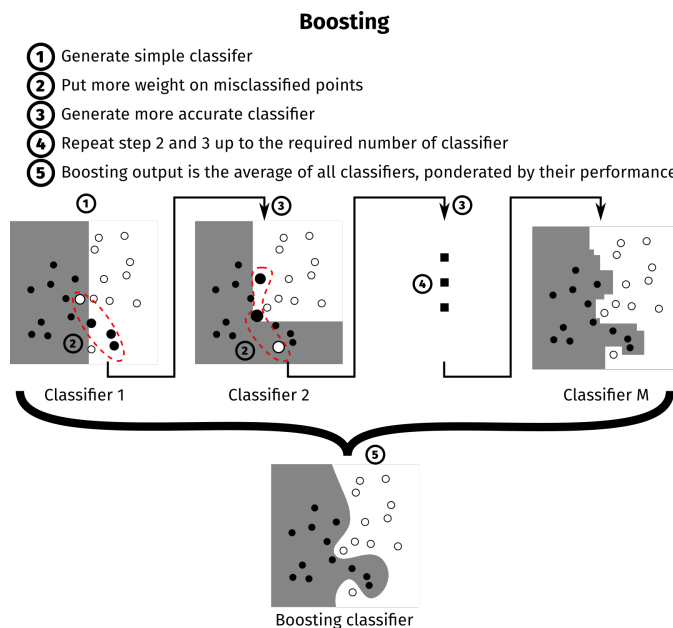 Boosting
1 Generate simple classifer
2 Put more weight on misclassified points
3 Generate more accurate classifier
4 Repeat step 2 and 3 up to the required number of classifier
5 Boosting output is the average of all classifiers, ponderated by their performance
1
3
3
4
2
2
Classifier 1
Classifier 2
Classifier M
5
Boosting classifier